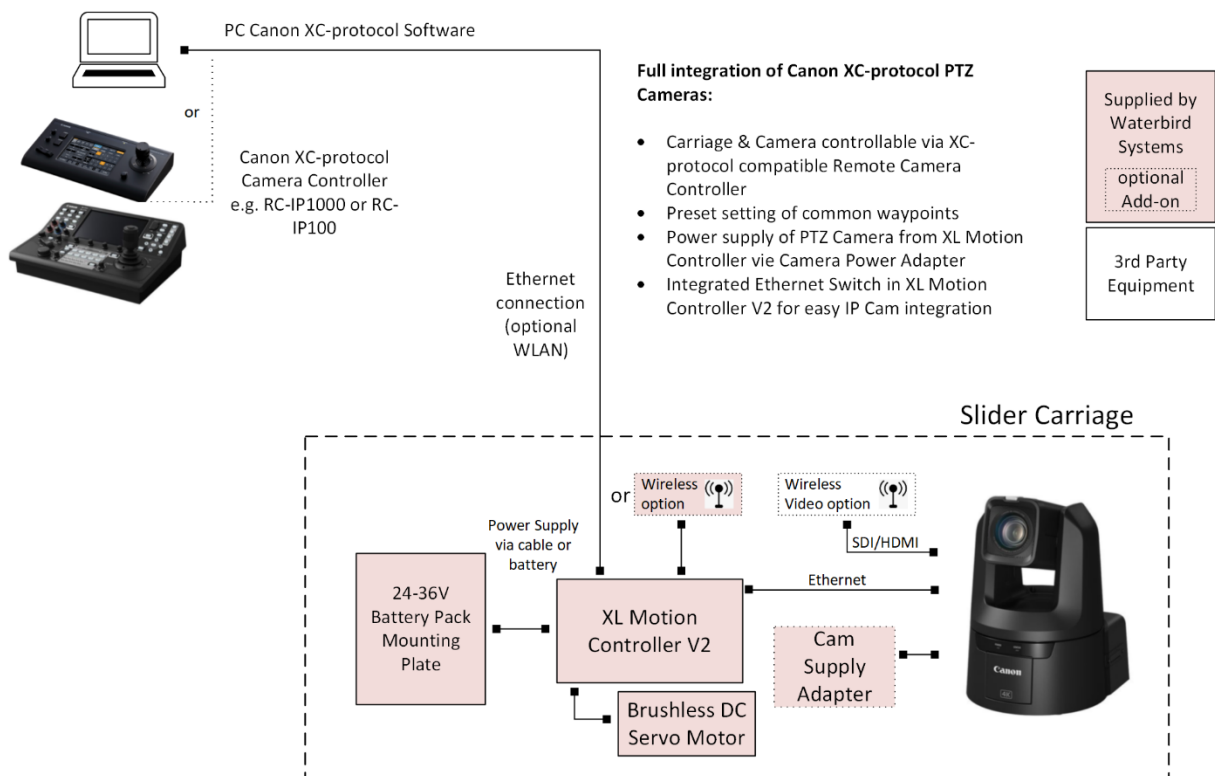 PC Canon XC-protocol Software
or
Canon XC-protocol
Camera Controller
e.g. RC-IP1000 or RC-
IP100
Full integration of Canon XC-protocol PTZ
Cameras:
• Carriage & Camera controllable via XC-
protocol compatible Remote Camera
Controller
• Preset setting of common waypoints
• Power supply of PTZ Camera from XL Motion
Controller vie Camera Power Adapter
• Integrated Ethernet Switch in XL Motion
Controller V2 for easy IP Cam integration
Supplied by
Waterbird
Systems
optional
Add-on
3rd Party
Equipment
Ethernet
connection
(optional
WLAN)
Slider Carriage
or
Wireless
option
Wireless
Video option
SDI/HDMI
Power Supply
via cable or
battery
Ethernet
24-36V
Battery Pack
Mounting
Plate
XL Motion
Controller V2
Cam
Supply
Adapter
Brushless DC
Servo Motor
Canon
4K